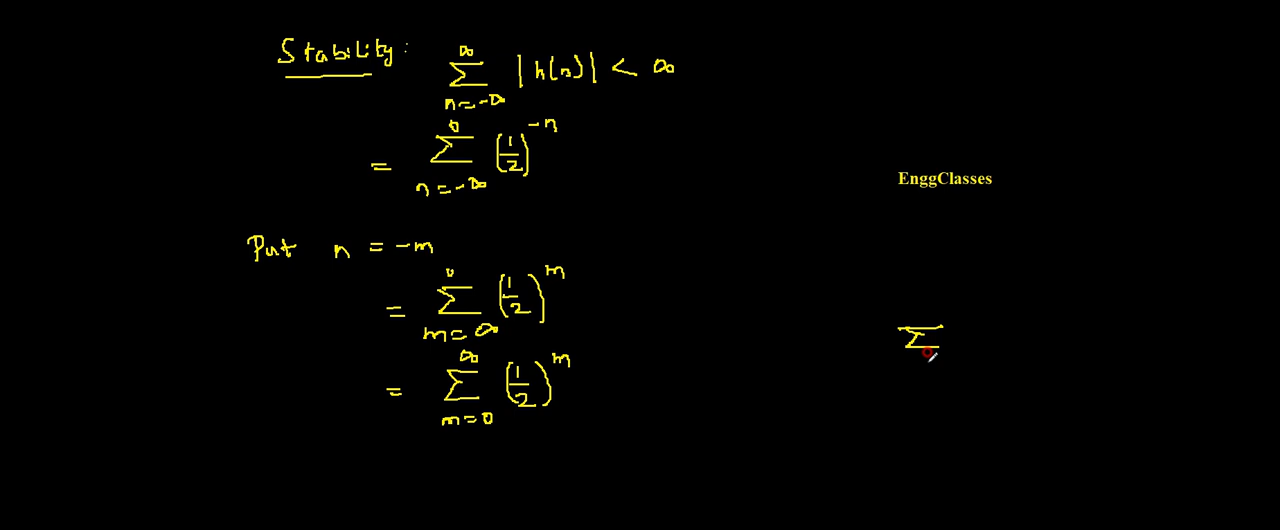 Stability: ∞∑n=-∞ |h(n)| < ∞
= 0∑n=-∞ (1/2)^-n
EnggClasses
Put n = -m
= 0∑m=∞ (1/2)^m
∑
= ∞∑m=0 (1/2)^m